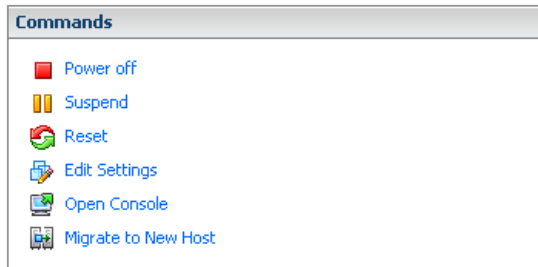 Commands
Power off
Suspend
Reset
Edit Settings
Open Console
Migrate to New Host